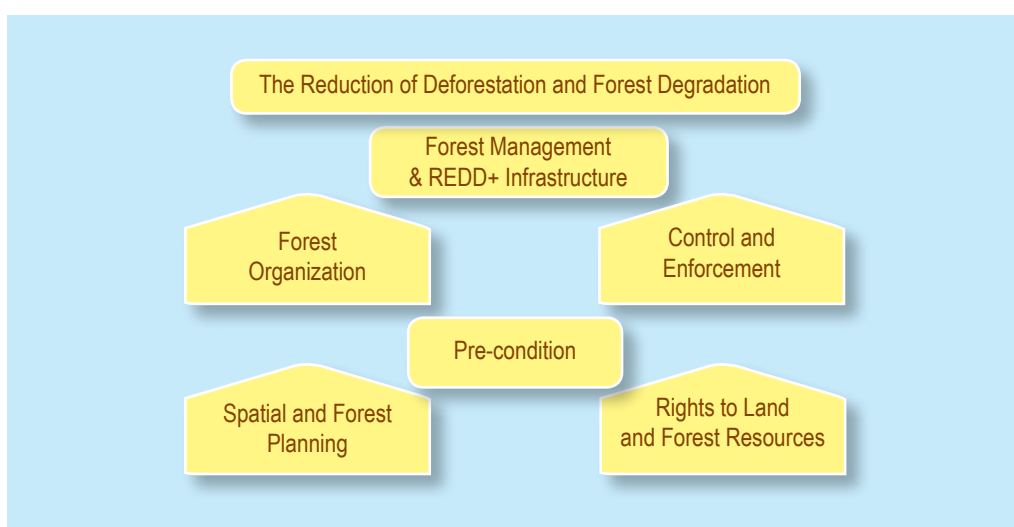 The Reduction of Deforestation and Forest Degradation
Forest Management
& REDD+ Infrastructure
Forest
Organization
Control and
Enforcement
Pre-condition
Spatial and Forest
Planning
Rights to Land
and Forest Resources